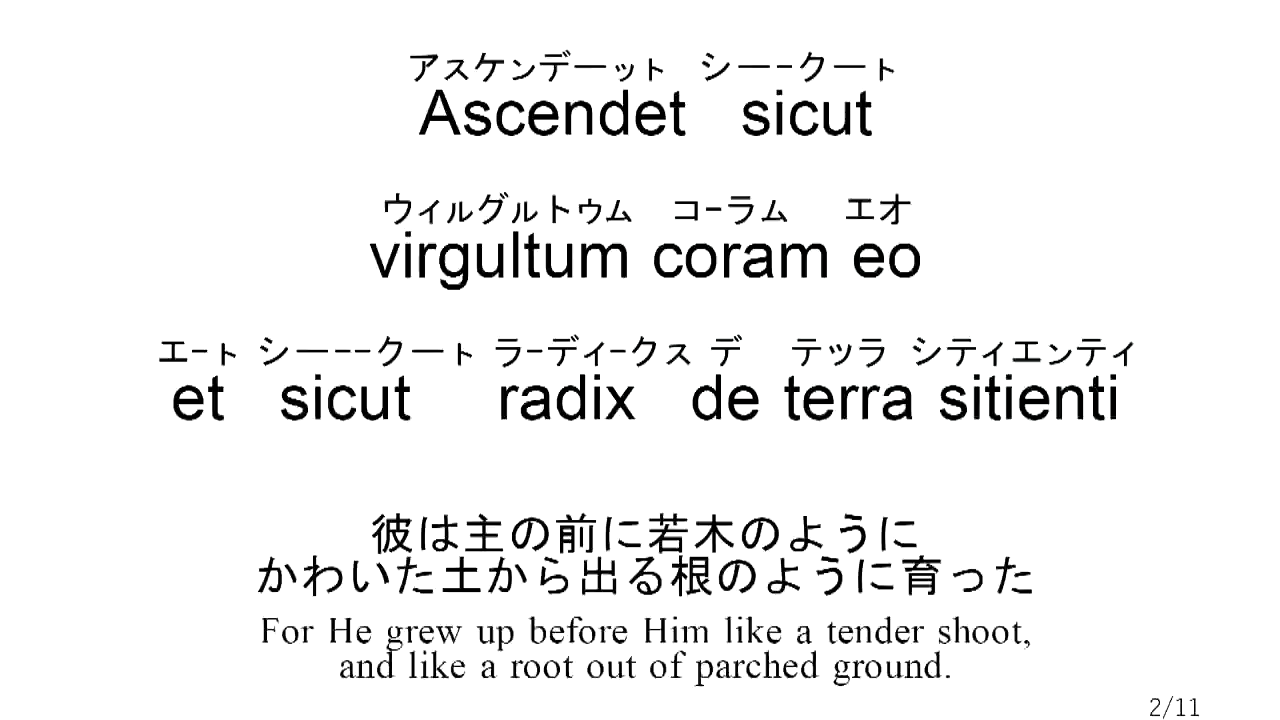 アスケンデーット シー-クート
Ascendet sicut
ウィルグルトゥム コ-ラム エオ
virgultum coram eo
エ-ト シー--クート ラ-ディ-クス デ テッラ シティエンティ
et sicut radix de terra sitienti
彼は主の前に若木のように
かわいた土から出る根のように育った
For He grew up before Him like a tender shoot,
and like a root out of parched ground.
2/11